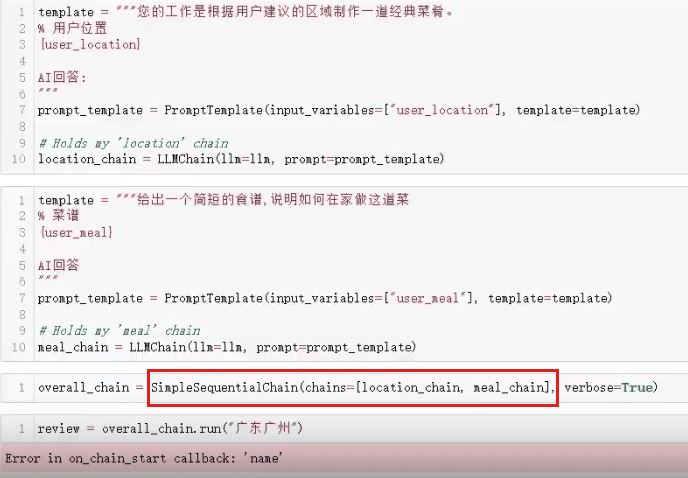 1 template = """您的工作是根据用户建议的区域制作一道经典菜肴。
2 % 用户位置
3 {user_location}
4
5 AI回答:
6 """
7 prompt_template = PromptTemplate(input_variables=["user_location"], template=template)
8
9 # Holds my 'location' chain
10 location_chain = LLMChain(llm=llm, prompt=prompt_template)
1 template = """给出一个简短的食谱,说明如何在家做这道菜
2 % 菜谱
3 {user_meal}
4
5 AI回答
6 """
7 prompt_template = PromptTemplate(input_variables=["user_meal"], template=template)
8
9 # Holds my 'meal' chain
10 meal_chain = LLMChain(llm=llm, prompt=prompt_template)
1 overall_chain = SimpleSequentialChain(chains=[location_chain, meal_chain], verbose=True)
1 review = overall_chain.run("广东广州")
Error in on_chain_start callback: 'name'